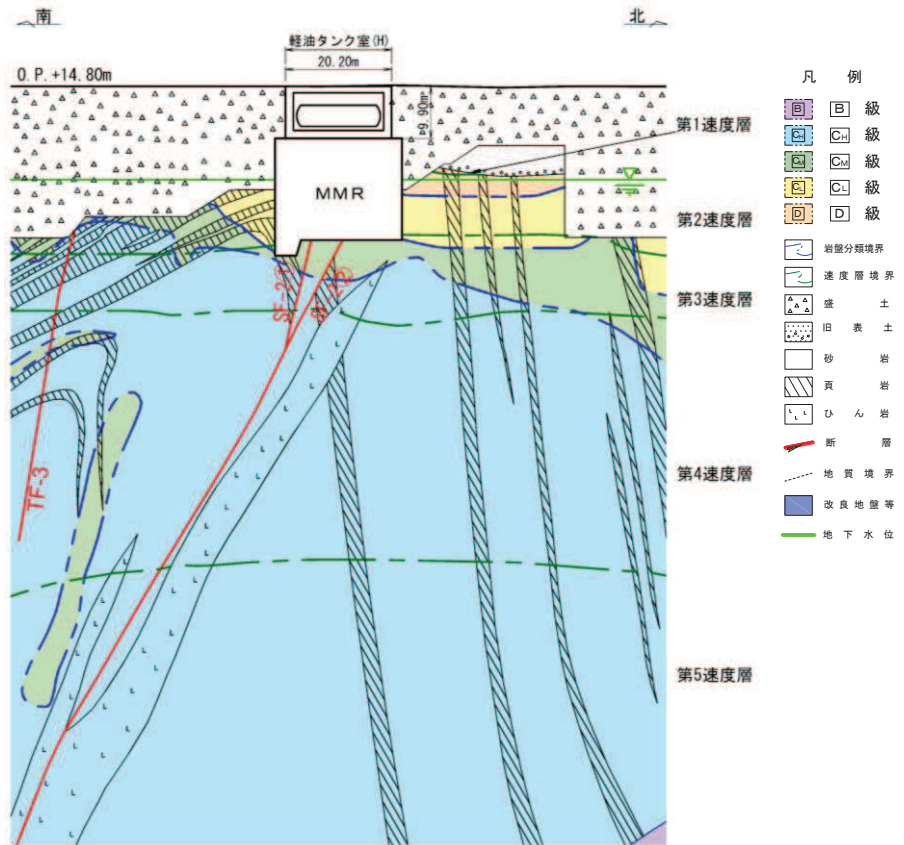 南
北
軽油タンク室(H)
20.20m
O.P.+14.80m
9.90m
MMR
第1速度層
第2速度層
第3速度層
第4速度層
第5速度層
TF-3
凡 例
B B 級
CH CH 級
CM CM 級
CL CL 級
D D 級
岩盤分類境界
速度層境界
盛 土
旧 表 土
砂 岩
頁 岩
ひ ん 岩
断 層
地 質 境 界
改 良 地 盤 等
地 下 水 位